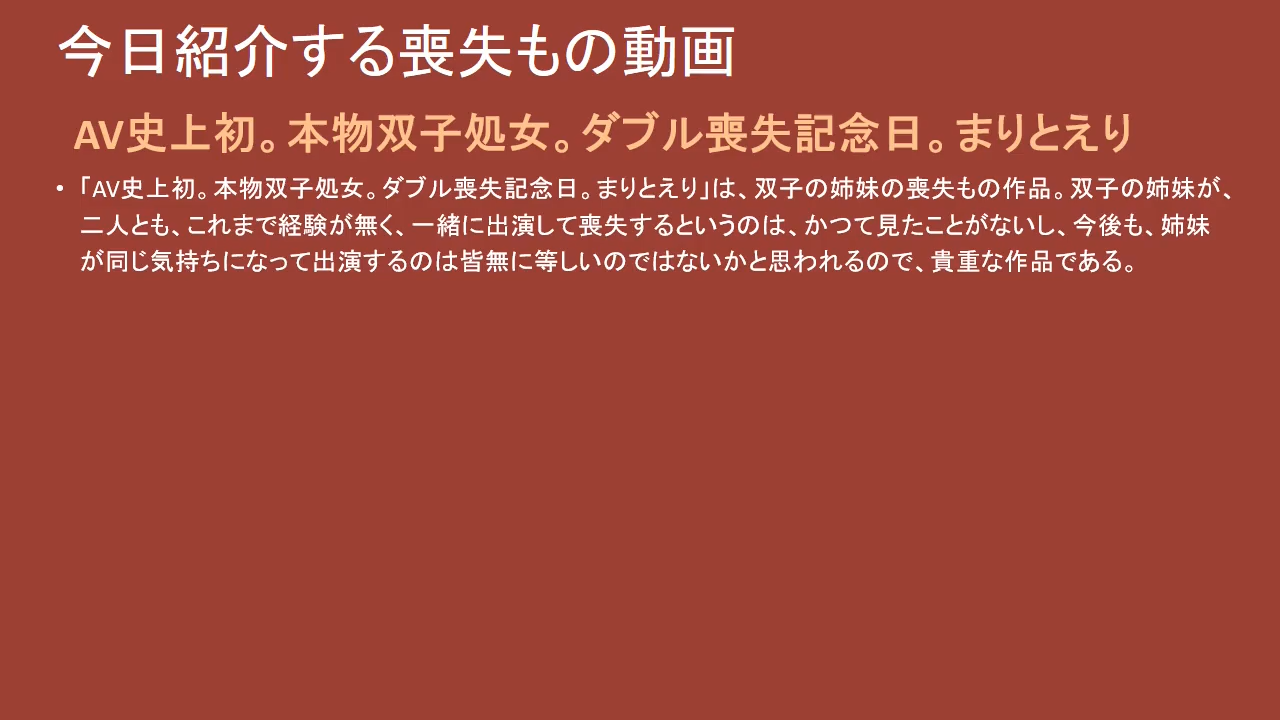 今日紹介する喪失もの動画
AV史上初。本物双子処女。ダブル喪失記念日。まりとえり
• 「AV史上初。本物双子処女。ダブル喪失記念日。まりとえり」は、双子の姉妹の喪失もの作品。双子の姉妹が、
二人とも、これまで経験が無く、一緒に出演して喪失するというのは、かつて見たことがないし、今後も、姉妹
が同じ気持ちになって出演するのは皆無に等しいのではないかと思われるので、貴重な作品である。